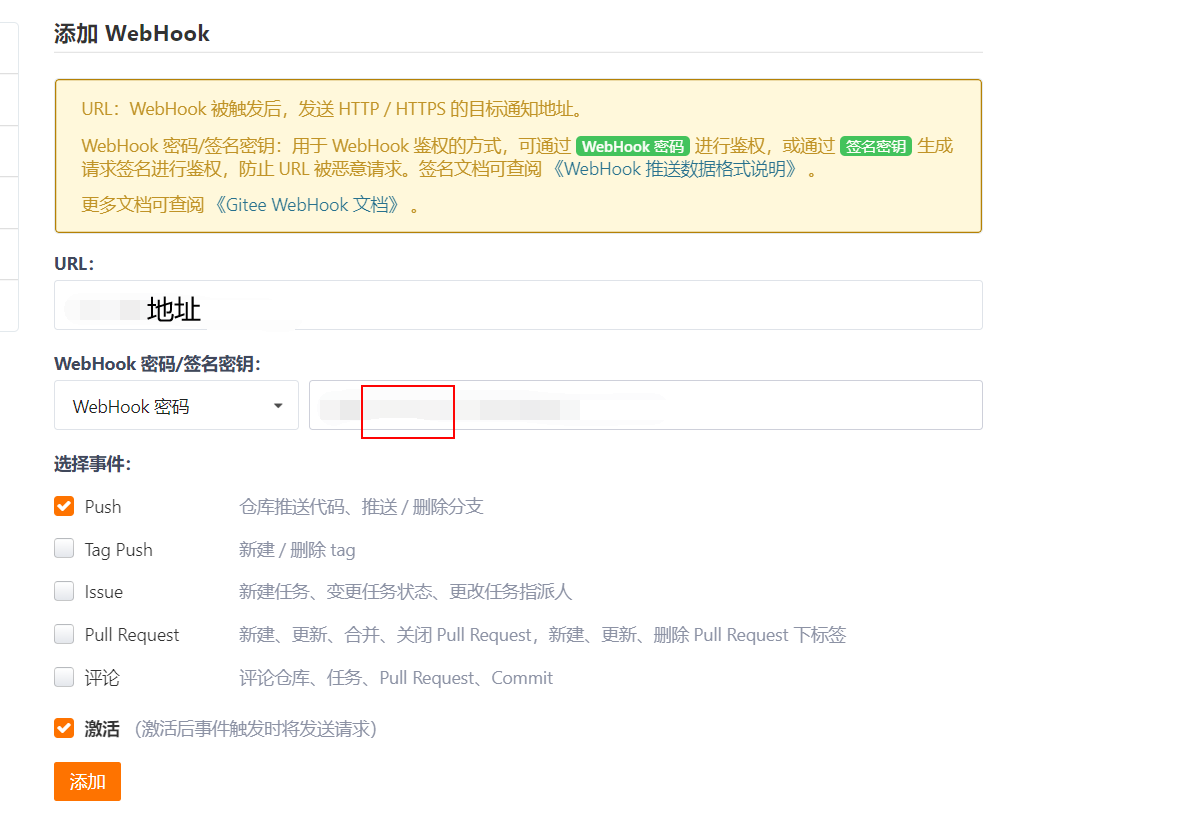 添加 WebHook
URL：WebHook 被触发后，发送 HTTP / HTTPS 的目标通知地址。
WebHook 密码/签名密钥：用于 WebHook 鉴权的方式，可通过 WebHook 密码 进行鉴权，或通过 签名密钥 生成
请求签名进行鉴权，防止 URL 被恶意请求。签名文档可查阅 《WebHook 推送数据格式说明》 。
更多文档可查阅 《Gitee WebHook 文档》 。
URL：
地址
WebHook 密码/签名密钥：
WebHook 密码
选择事件：
Push 仓库推送代码、推送 / 删除分支
Tag Push 新建 / 删除 tag
Issue 新建任务、变更任务状态、更改任务指派人
Pull Request 新建、更新、合并、关闭 Pull Request，新建、更新、删除 Pull Request 下标签
评论 评论仓库、任务、Pull Request、Commit
激活 (激活后事件触发时将发送请求)
添加